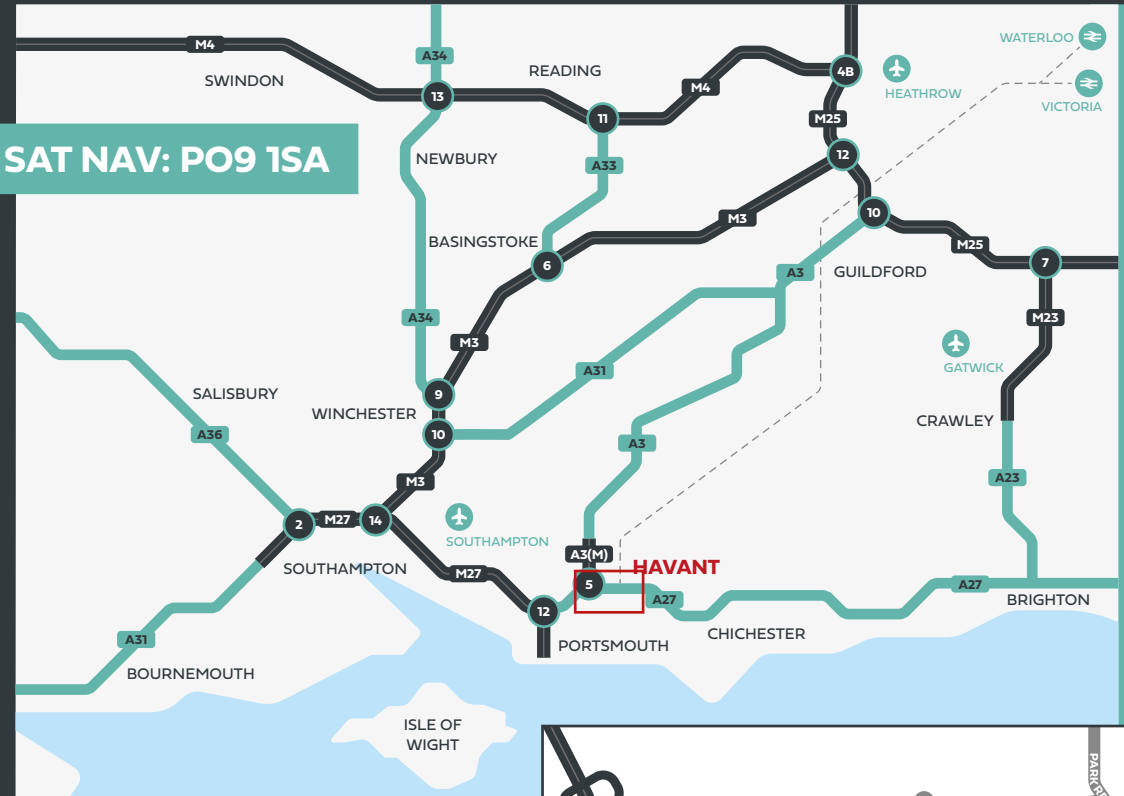 WATERLOO
A34
M4
READING
4B
SWINDON
HEATHROW
M4
13
VICTORIA
11
M25
SAT NAV: PO9 1SA
NEWBURY
12
A33
10
M3
BASINGSTOKE
M25
6
A3
GUILDFORD
7
A34
M23
M3
GATWICK
A31
SALISBURY
9
WINCHESTER
CRAWLEY
A36
10
A3
A23
M3
2
M27
14
SOUTHAMPTON
A3(M)
SOUTHAMPTON
HAVANT
M27
5
A27
A27
BRIGHTON
12
A31
CHICHESTER
PORTSMOUTH
BOURNEMOUTH
ISLE OF
WIGHT